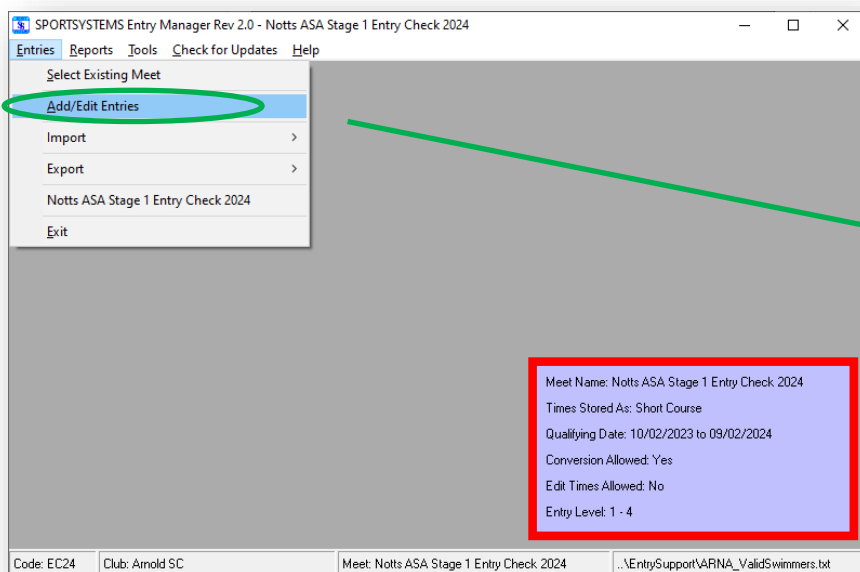 SPORTSYSTEMS Entry Manager Rev 2.0 - Notts ASA Stage 1 Entry Check 2024
Entries Reports Tools Check for Updates Help
Select Existing Meet
Add/Edit Entries
Import
Export
Notts ASA Stage 1 Entry Check 2024
Exit
Meet Name: Notts ASA Stage 1 Entry Check 2024
Times Stored As: Short Course
Qualifying Date: 10/02/2023 to 09/02/2024
Conversion Allowed: Yes
Edit Times Allowed: No
Entry Level: 1 - 4
Code: EC24 Club: Arnold SC Meet: Notts ASA Stage 1 Entry Check 2024 ..\EntrySupport\ARNA_ValidSwimmers.txt